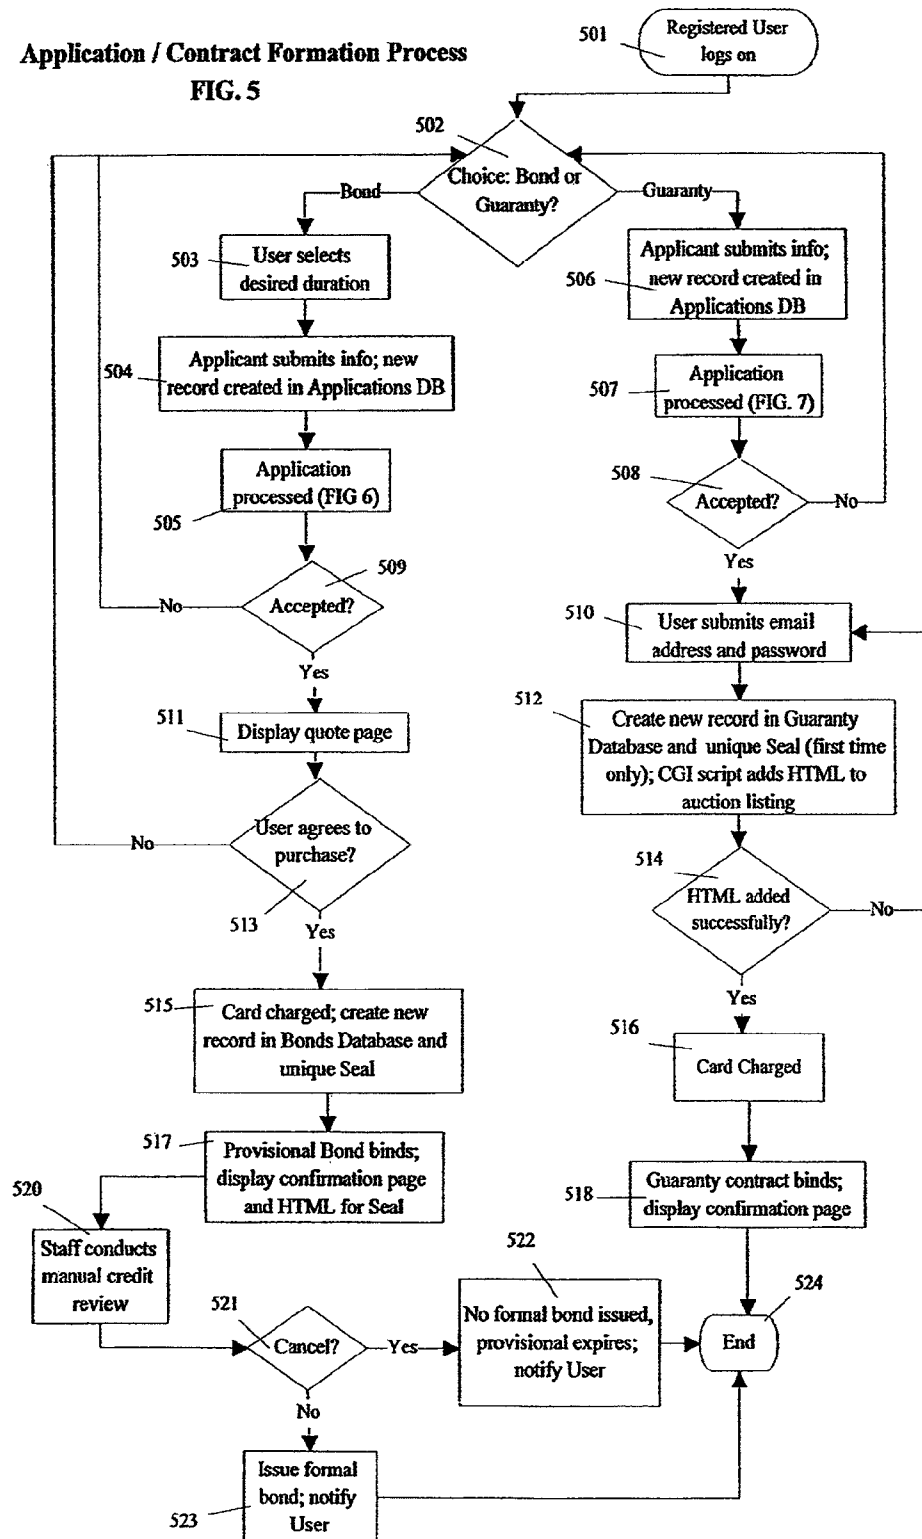 Application / Contract Formation Process
FIG. 5
501
Registered User
logs on
502
Choice: Bond or
Guaranty?
Bond
Guaranty
503
User selects
desired duration
506
Applicant submits info;
new record created in
Applications DB
504
Applicant submits info; new
record created in Applications DB
507
Application
processed (FIG. 7)
505
Application
processed (FIG 6)
508
Accepted?
No
Yes
509
Accepted?
No
Yes
510
User submits email
address and password
511
Display quote page
512
Create new record in Guaranty
Database and unique Seal (first time
only); CGI script adds HTML to
auction listing
User agrees to
purchase?
No
513
Yes
514
HTML added
successfully?
No
Yes
515
Card charged; create new
record in Bonds Database and
unique Seal
516
Card Charged
517
Provisional Bond binds;
display confirmation page
and HTML for Seal
518
Guaranty contract binds;
display confirmation page
520
Staff conducts
manual credit
review
521
Cancel?
Yes
No
522
No formal bond issued,
provisional expires;
notify User
524
End
523
Issue formal
bond; notify
User